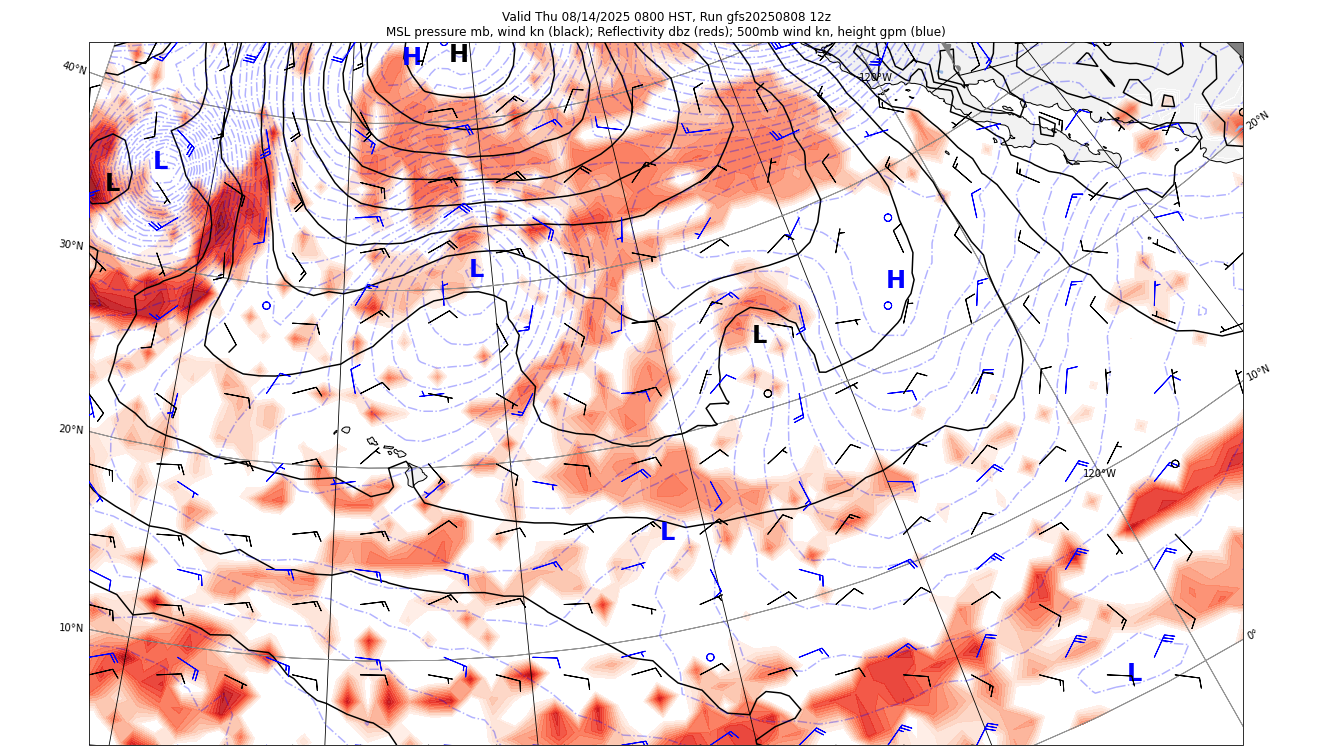 Valid Thu 08/14/2025 0800 HST, Run gfs20250808 12z
MSL pressure mb, wind kn (black); Reflectivity dbz (reds); 500mb wind kn, height gpm (blue)
H
H
40°N
120°W
20°N
L
L
30°N
L
H
L
10°N
20°N
120°W
L
10°N
0°
L